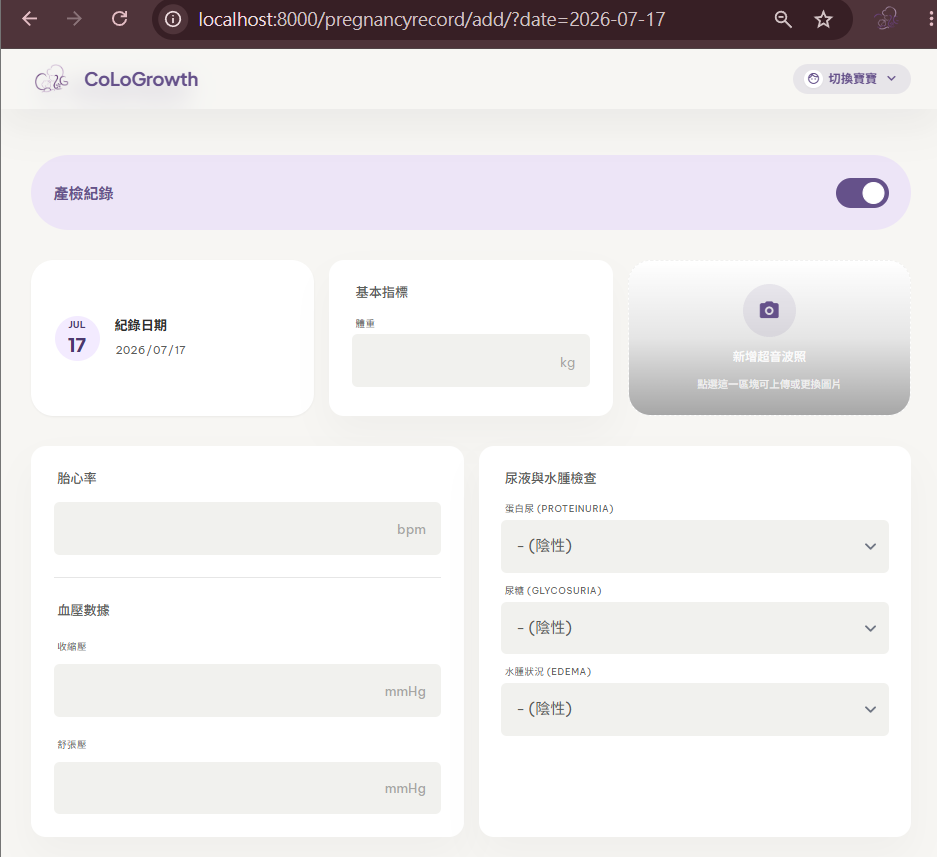 localhost:8000/pregnancyrecord/add/?date=2026-07-17
CoLoGrowth
切換寶寶
產檢紀錄
JUL
17
紀錄日期
2026/07/17
基本指標
體重
kg
新增超音波照
點選這一區塊可上傳或更換圖片
胎心率
bpm
血壓數據
收縮壓
mmHg
舒張壓
mmHg
尿液與水腫檢查
蛋白尿 (PROTEINURIA)
- (陰性)
尿糖 (GLYCOSURIA)
- (陰性)
水腫狀況 (EDEMA)
- (陰性)